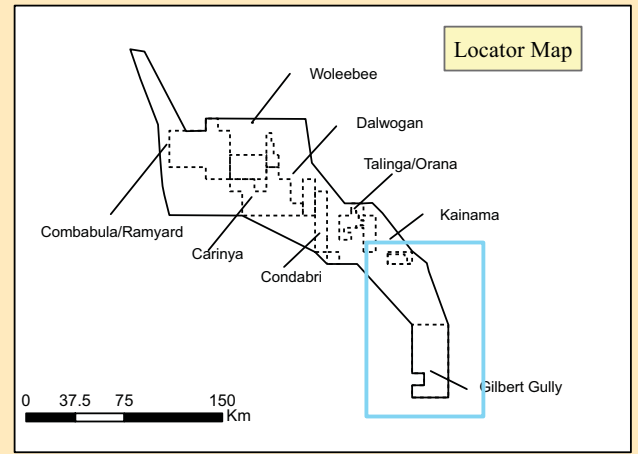 Locator Map
Woleebee
Dalwogan
Talinga/Orana
Kainama
Combabula/Ramyard
Carinya
Condabri
Gilbert Gully
0 37.5 75 150
Km